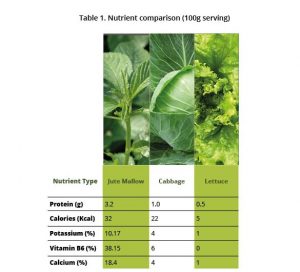 Table 1. Nutrient comparison (100g serving)
Nutrient Type Jute Mallow Cabbage Lettuce
Protein (g) 3.2 1.0 0.5
Calories (Kcal) 32 22 5
Potassium (%) 10.17 4 1
Vitamin B6 (%) 38.15 6 0
Calcium (%) 18.4 4 1